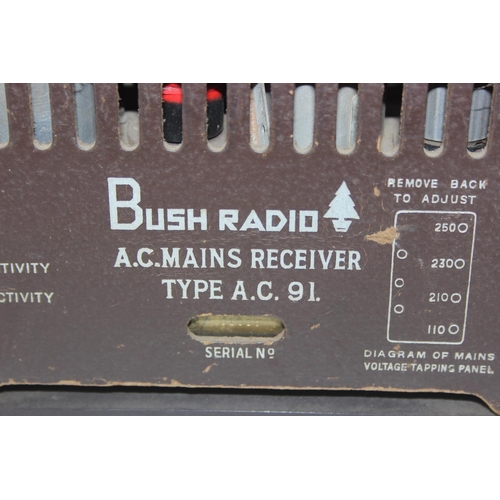 BUSH RADIO
A.C. MAINS RECEIVER
TYPE A.C. 91.
SERIAL Nº
TIVITY
CTIVITY
REMOVE BACK
TO ADJUST
250
230
210
110
DIAGRAM OF MAINS
VOLTAGE TAPPING PANEL